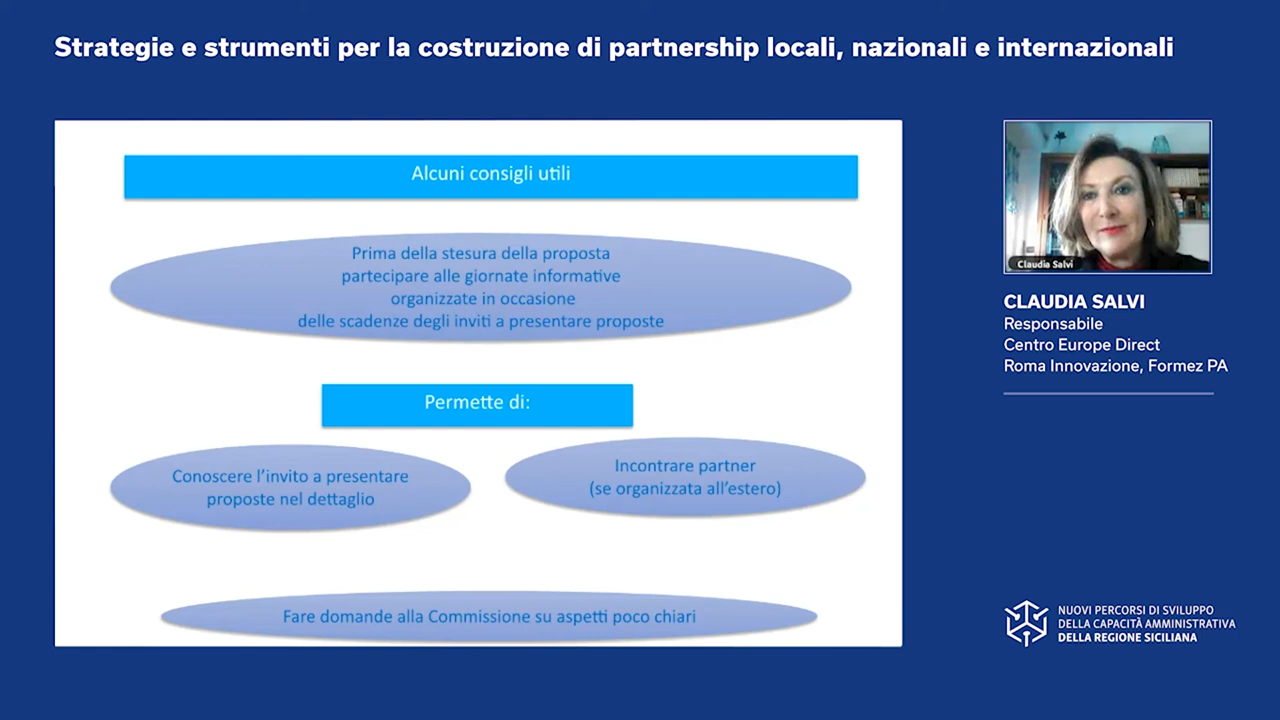 Strategie e strumenti per la costruzione di partnership locali, nazionali e internazionali
Alcuni consigli utili
Prima della stesura della proposta
partecipare alle giornate informative
organizzate in occasione
delle scadenze degli inviti a presentare proposte
Permette di:
Conoscere l'invito a presentare
proposte nel dettaglio
Incontrare partner
(se organizzata all'estero)
Fare domande alla Commissione su aspetti poco chiari
Claudia Salvi
CLAUDIA SALVI
Responsabile
Centro Europe Direct
Roma Innovazione, Formez PA
NUOVI PERCORSI DI SVILUPPO
DELLA CAPACITÀ AMMINISTRATIVA
DELLA REGIONE SICILIANA